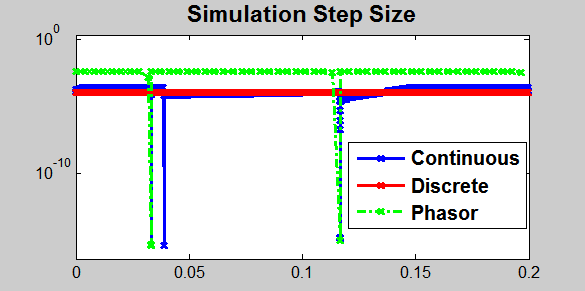 Simulation Step Size
10^0
10^-10
Continuous
Discrete
Phasor
0 0.05 0.1 0.15 0.2